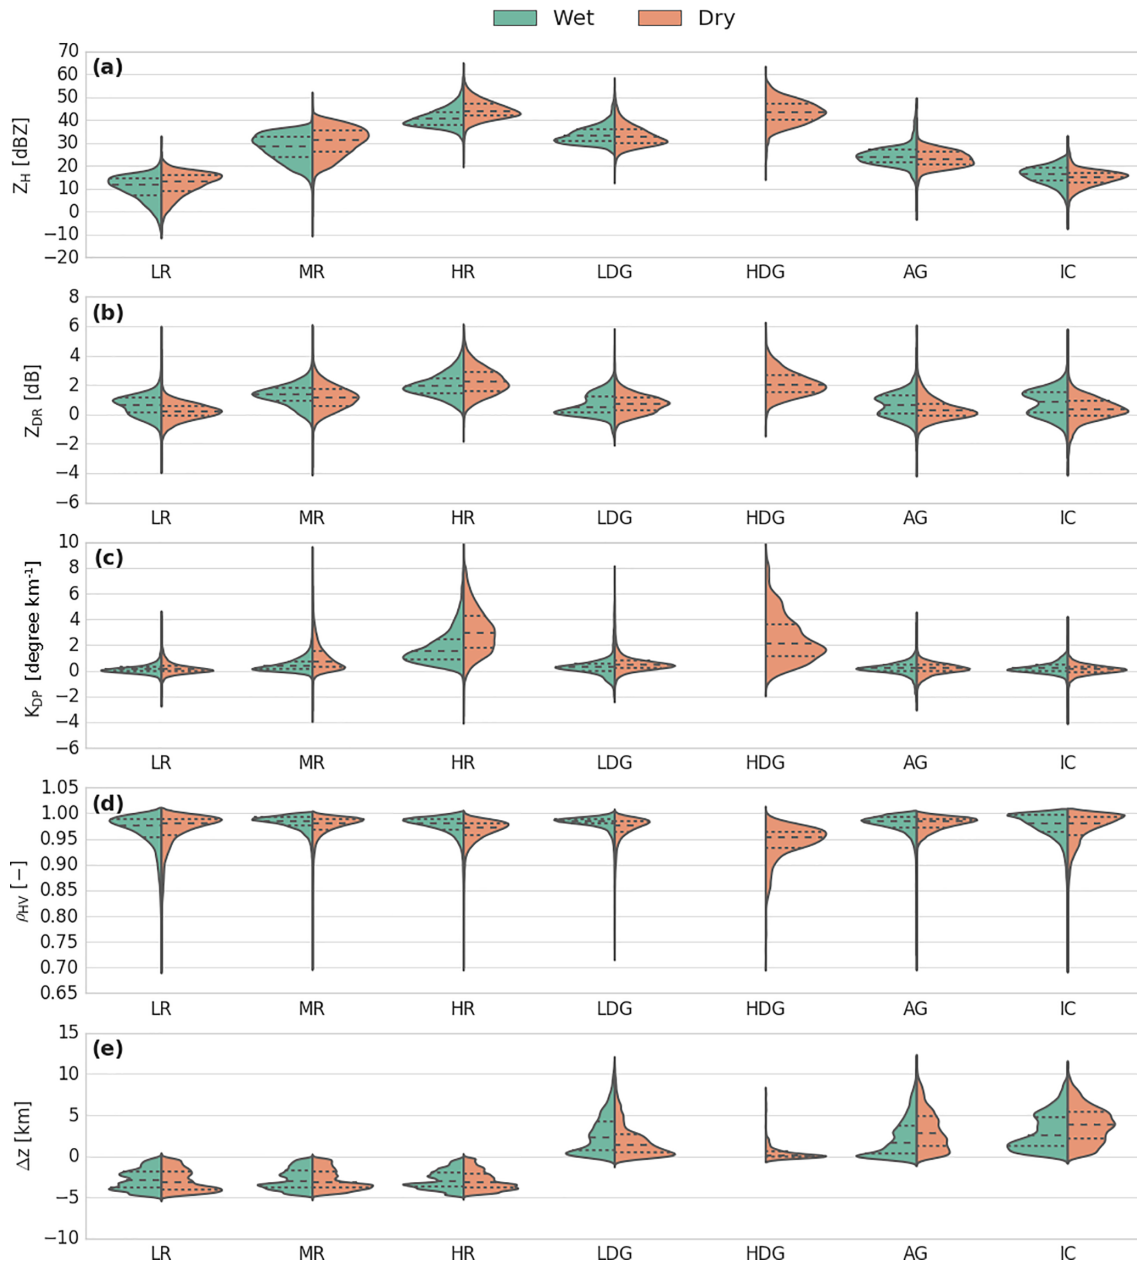 Wet Dry
(a)
Z_H [dBZ]
70
60
50
40
30
20
10
0
−10
−20
LR MR HR LDG HDG AG IC
(b)
Z_DR [dB]
8
6
4
2
0
−2
−4
−6
LR MR HR LDG HDG AG IC
(c)
K_DP [degree km⁻¹]
10
8
6
4
2
0
−2
−4
−6
LR MR HR LDG HDG AG IC
(d)
ρ_HV [−]
1.05
1.00
0.95
0.90
0.85
0.80
0.75
0.70
0.65
LR MR HR LDG HDG AG IC
(e)
Δz [km]
15
10
5
0
−5
−10
LR MR HR LDG HDG AG IC